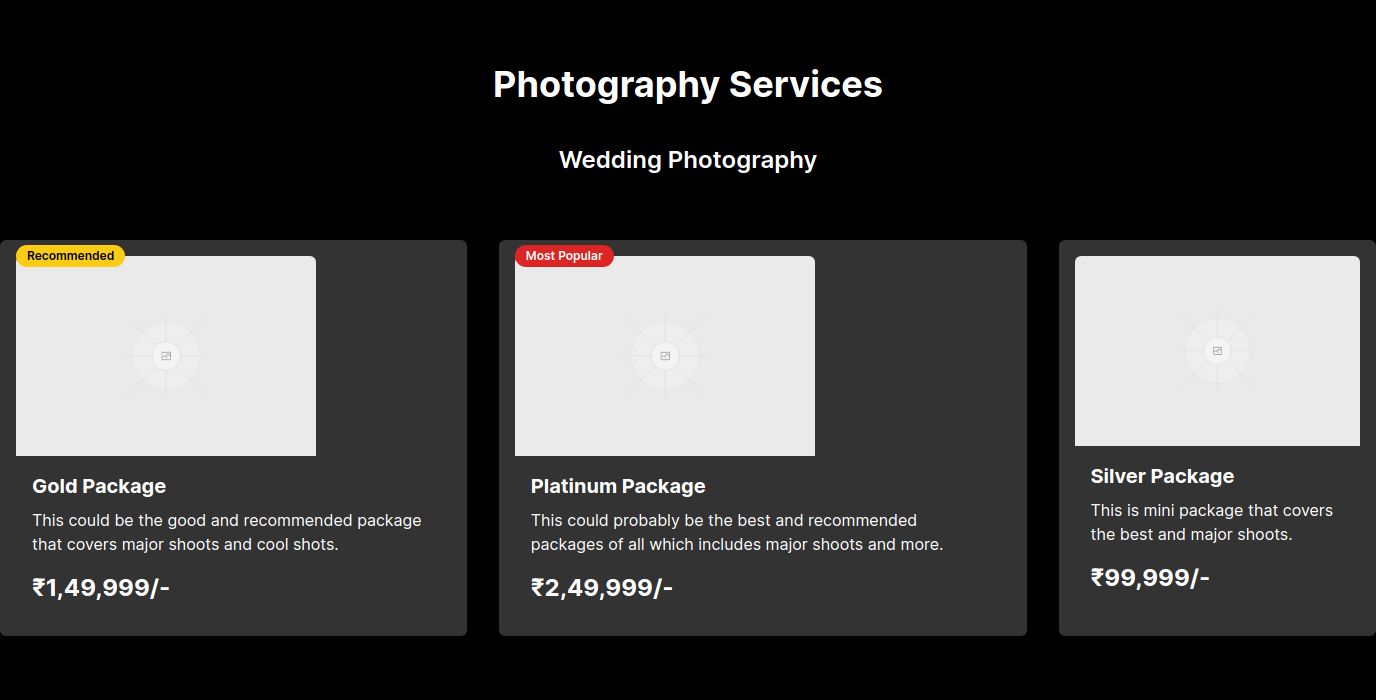 Photography Services
Wedding Photography
Recommended
Gold Package
This could be the good and recommended package
that covers major shoots and cool shots.
₹1,49,999/-
Most Popular
Platinum Package
This could probably be the best and recommended
packages of all which includes major shoots and more.
₹2,49,999/-
Silver Package
This is mini package that covers
the best and major shoots.
₹99,999/-